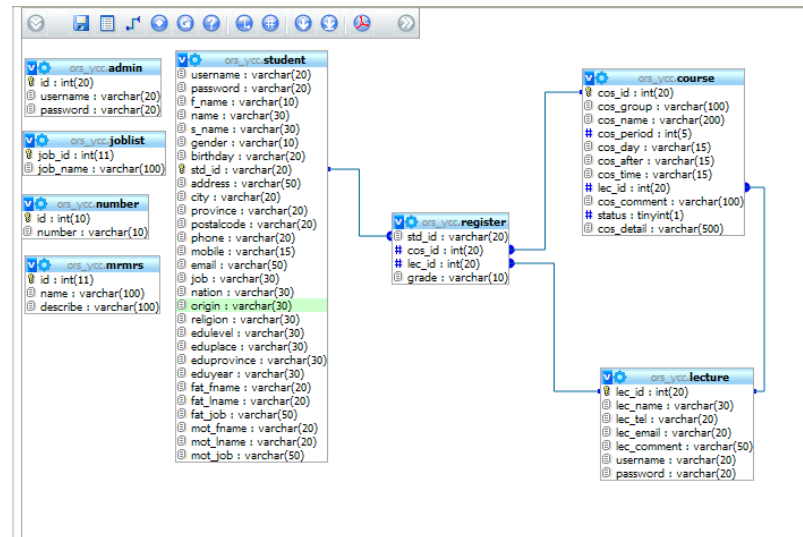 ors_ycc.admin
id : int(20)
username : varchar(20)
password : varchar(20)
ors_ycc.joblist
job_id : int(11)
job_name : varchar(100)
ors_ycc.number
id : int(10)
number : varchar(10)
ors_ycc.mrmrs
id : int(11)
name : varchar(100)
describe : varchar(100)
ors_ycc.student
username : varchar(20)
password : varchar(20)
f_name : varchar(10)
name : varchar(30)
s_name : varchar(30)
gender : varchar(10)
birthday : varchar(20)
std_id : varchar(20)
address : varchar(50)
city : varchar(20)
province : varchar(20)
postalcode : varchar(20)
phone : varchar(20)
mobile : varchar(15)
email : varchar(50)
job : varchar(30)
nation : varchar(30)
origin : varchar(30)
religion : varchar(30)
edulevel : varchar(30)
eduplace : varchar(30)
eduprovince : varchar(30)
eduyear : varchar(30)
fat_fname : varchar(20)
fat_lname : varchar(20)
fat_job : varchar(50)
mot_fname : varchar(20)
mot_lname : varchar(20)
mot_job : varchar(50)
ors_ycc.register
std_id : varchar(20)
# cos_id : int(20)
# lec_id : int(20)
grade : varchar(10)
ors_ycc.course
cos_id : int(20)
cos_group : varchar(100)
cos_name : varchar(200)
# cos_period : int(5)
cos_day : varchar(15)
cos_after : varchar(15)
cos_time : varchar(15)
# lec_id : int(20)
cos_comment : varchar(100)
# status : tinyint(1)
cos_detail : varchar(500)
ors_ycc.lecture
lec_id : int(20)
lec_name : varchar(30)
lec_tel : varchar(20)
lec_email : varchar(20)
lec_comment : varchar(50)
username : varchar(20)
password : varchar(20)